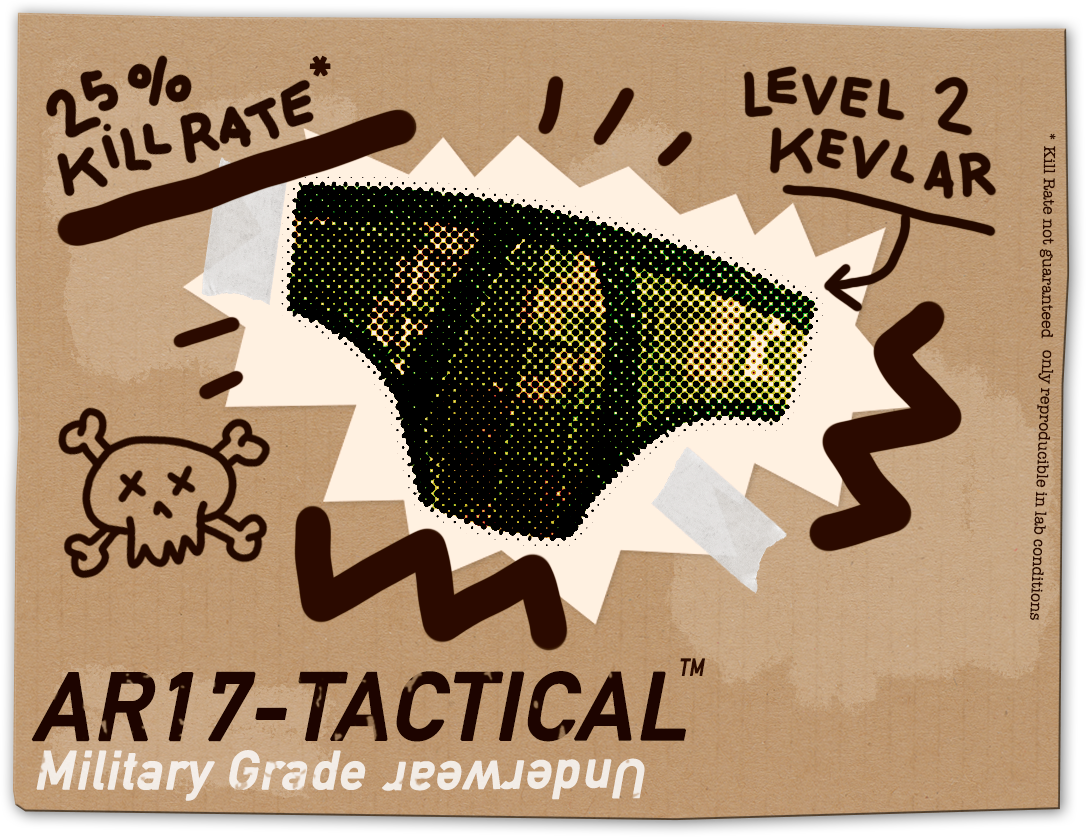 25%
KiLL RATE*
LEVEL 2
KEVLAR
* Kill Rate not guaranteed only reproducible in lab conditions
AR17-TACTICAL™
Military Grade Underwear